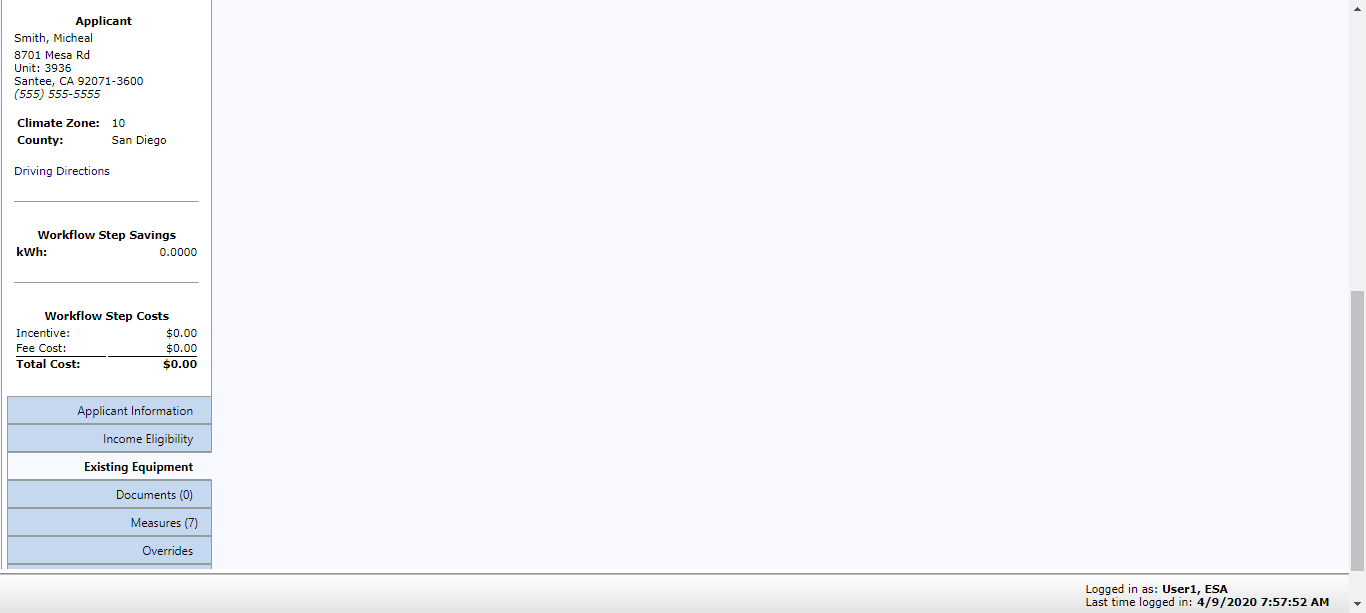 Applicant
Smith, Micheal
8701 Mesa Rd
Unit: 3936
Santee, CA 92071-3600
(555) 555-5555
Climate Zone: 10
County: San Diego
Driving Directions
Workflow Step Savings
kWh: 0.0000
Workflow Step Costs
Incentive: $0.00
Fee Cost: $0.00
Total Cost: $0.00
Applicant Information
Income Eligibility
Existing Equipment
Documents (0)
Measures (7)
Overrides
Logged in as: User1, ESA
Last time logged in: 4/9/2020 7:57:52 AM